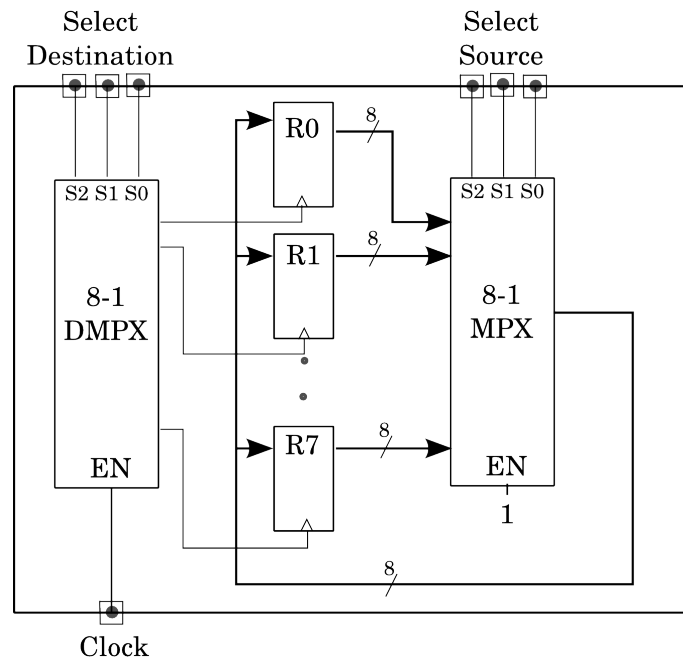 Select
Destination
Select
Source
S2 S1 S0
8-1
DMPX
EN
Clock
R0
8
R1
8
R7
8
S2 S1 S0
8-1
MPX
EN
1
8